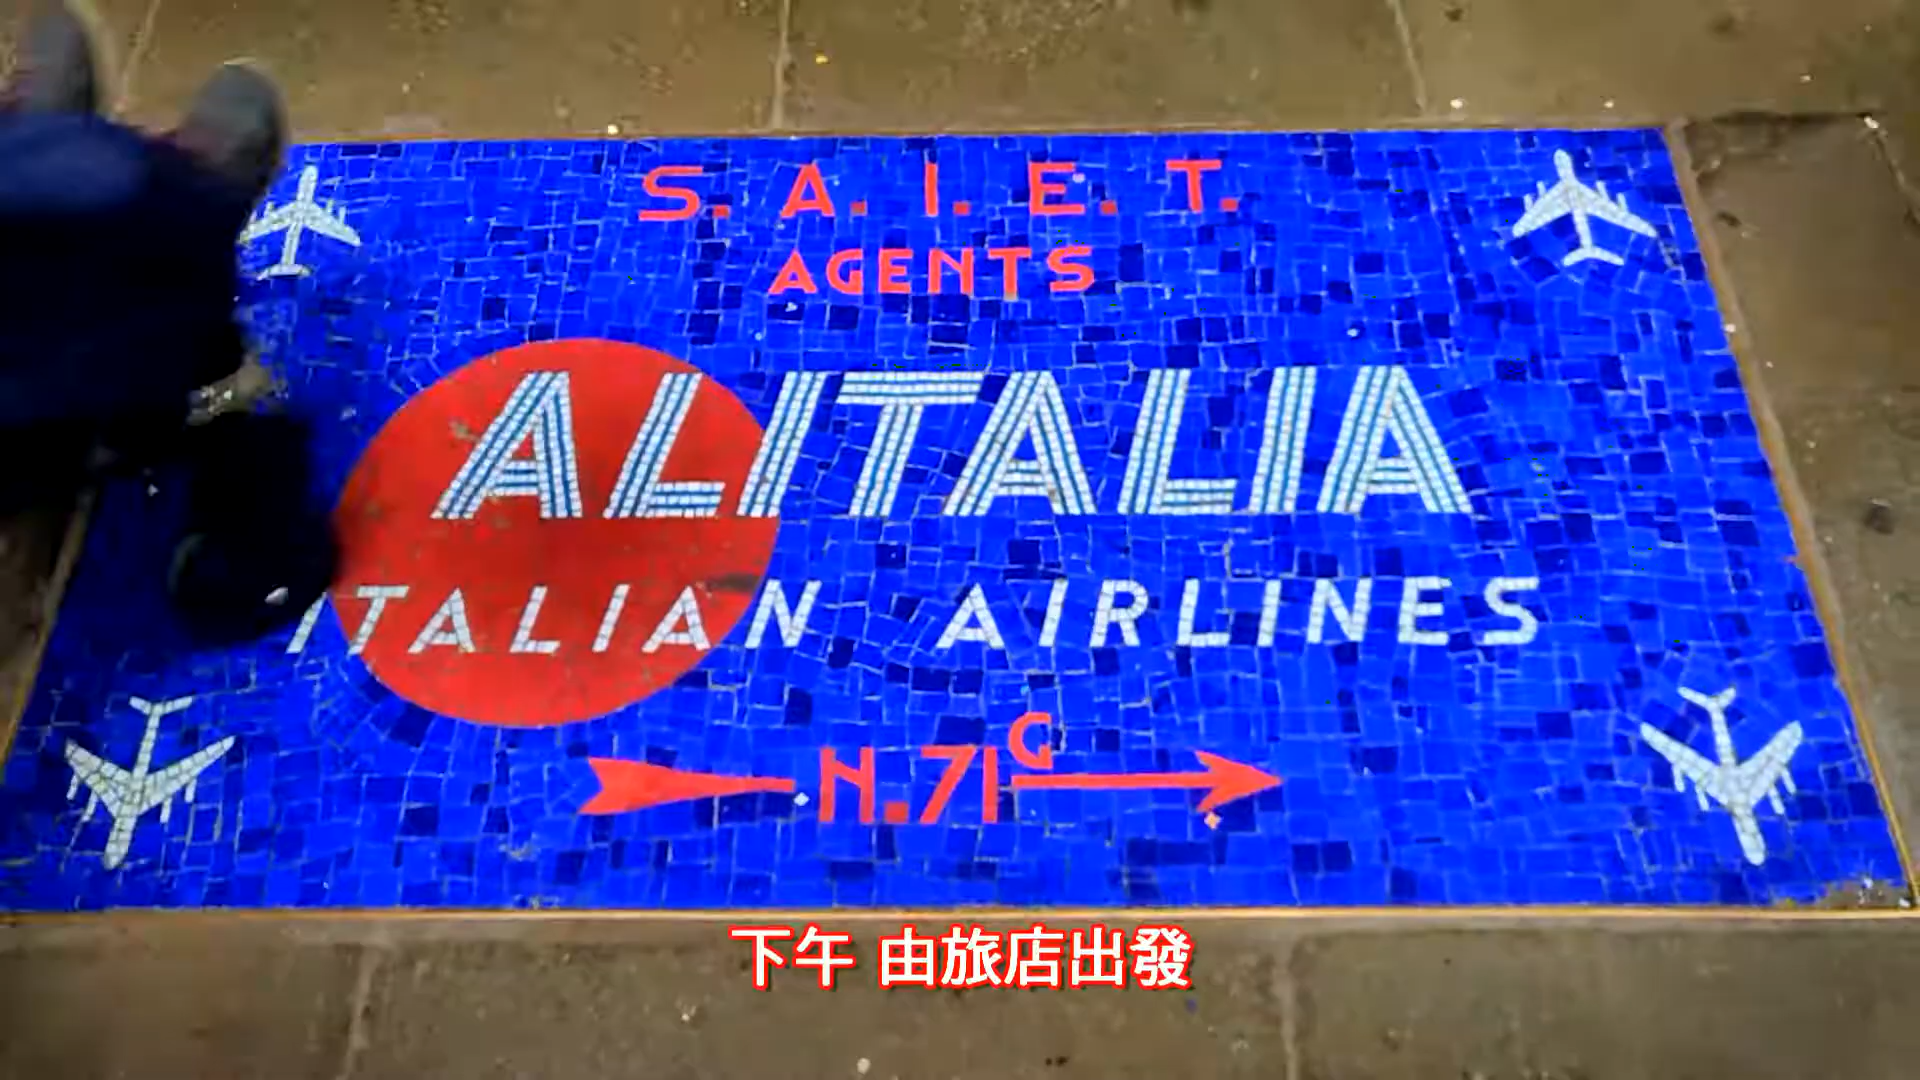 S. A. I. E. T.
AGENTS
ALITALIA
ITALIAN AIRLINES
N.71G
下午 由旅店出發